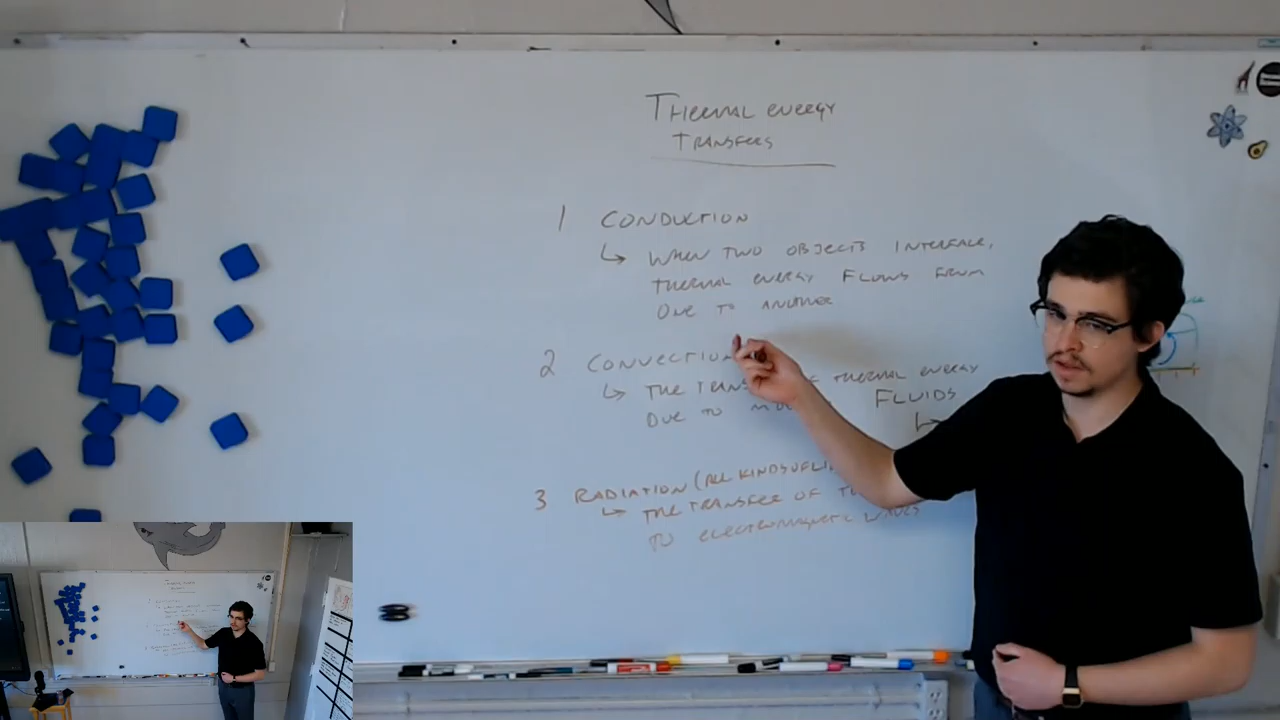 THERMAL ENERGY
TRANSFERS
1 CONDUCTION
↳ WHEN TWO OBJECTS INTERFACE,
THERMAL ENERGY FLOWS FROM
ONE TO ANOTHER
2 CONVECTION
↳ THE TRANS THERMAL ENERGY
DUE TO FLUIDS
↳
3 RADIATION (ALL KINDS OF
↳ THE TRANSFER OF
TO ELECTROMAGNETIC WAVES